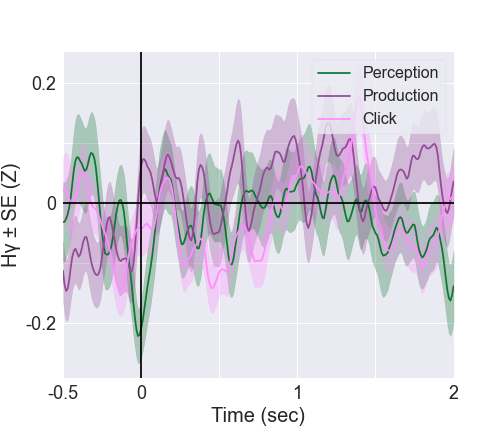 Perception
Production
Click
0.2
0
-0.2
Hγ ± SE (Z)
-0.5
0
1
2
Time (sec)